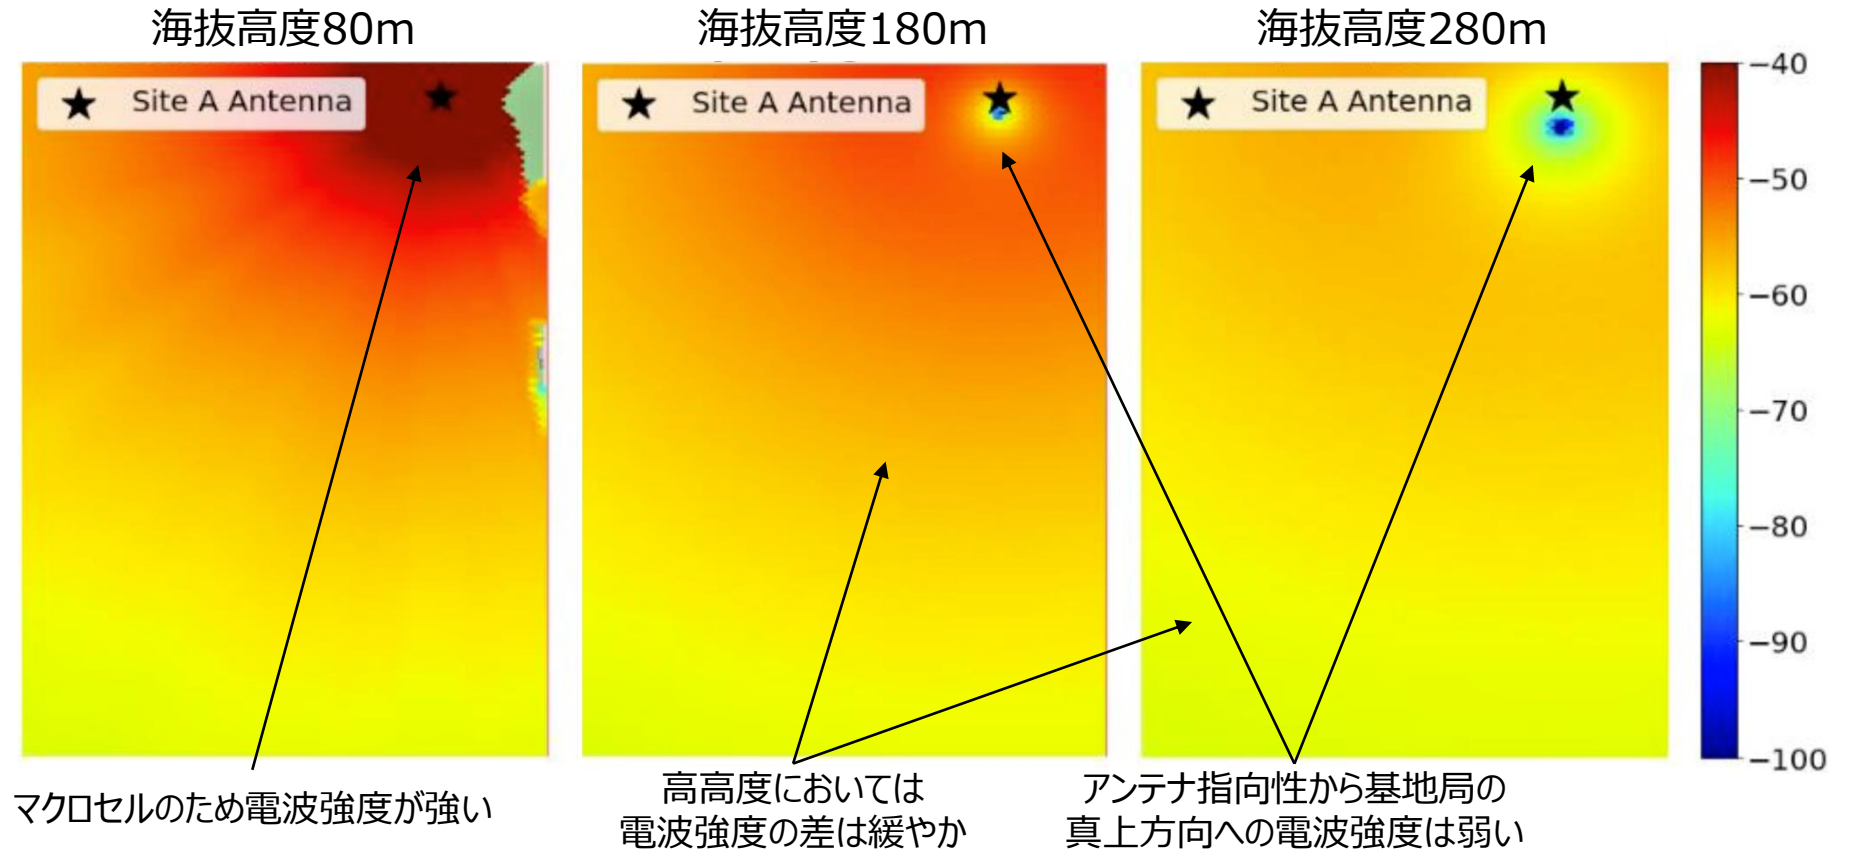 海抜高度80m
海抜高度180m
海抜高度280m
★ Site A Antenna
★ Site A Antenna
★ Site A Antenna
−40
−50
−60
−70
−80
−90
−100
マクロセルのため電波強度が強い
高高度においては
電波強度の差は緩やか
アンテナ指向性から基地局の
真上方向への電波強度は弱い